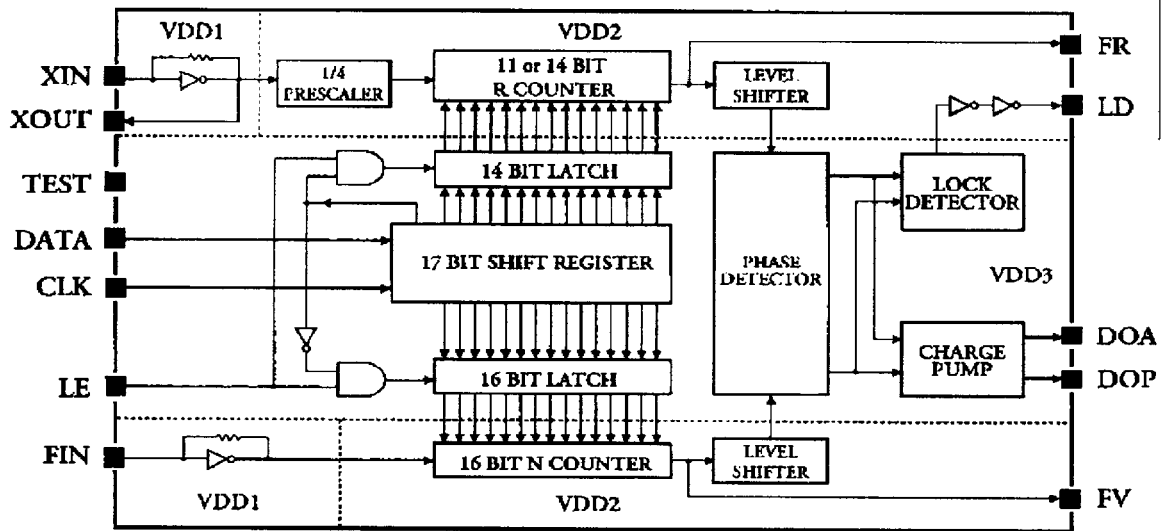 VDD1
VDD2
FR
XIN
1/4
PRESCALER
11 or 14 BIT
R COUNTER
LEVEL
SHIFTER
LD
XOUT
TEST
14 BIT LATCH
LOCK
DETECTOR
DATA
17 BIT SHIFT REGISTER
PHASE
DETECTOR
VDD3
CLK
DOA
CHARGE
PUMP
DOP
LE
16 BIT LATCH
FIN
16 BIT N COUNTER
LEVEL
SHIFTER
VDD1
VDD2
FV